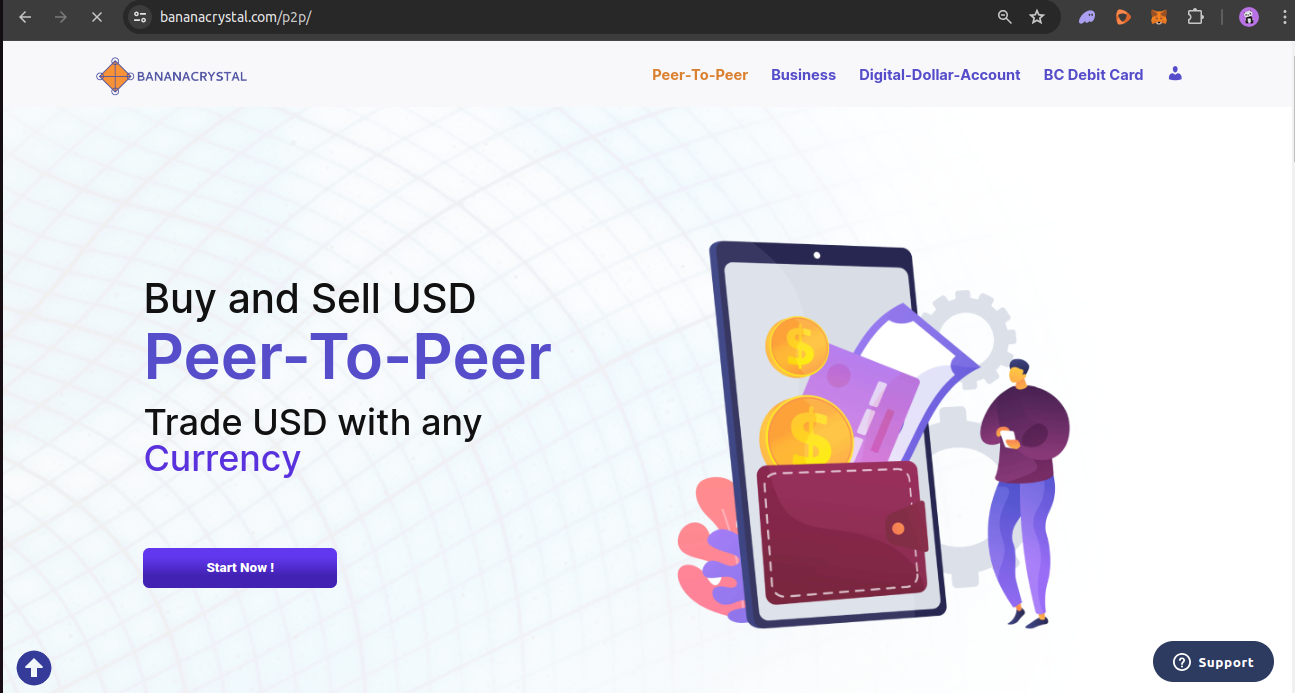 bananacrystal.com/p2p/
BANANACRYSTAL
Peer-To-Peer
Business
Digital-Dollar-Account
BC Debit Card
Buy and Sell USD
Peer-To-Peer
Trade USD with any
Currency
$
$
Start Now !
? Support